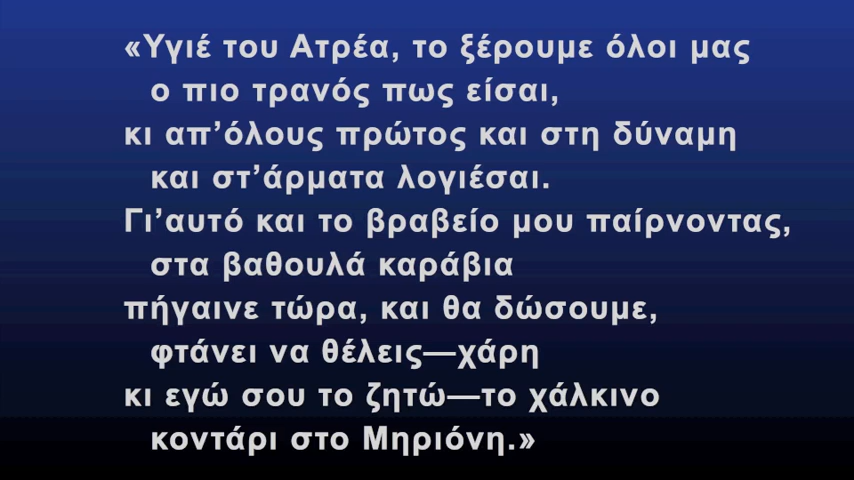 «Υγιέ του Ατρέα, το ξέρουμε όλοι μας
ο πιο τρανός πως είσαι,
κι απ’όλους πρώτος και στη δύναμη
και στ’άρματα λογιέσαι.
Γι’αυτό και το βραβείο μου παίρνοντας,
στα βαθουλά καράβια
πήγαινε τώρα, και θα δώσουμε,
φτάνει να θέλεις—χάρη
κι εγώ σου το ζητώ—το χάλκινο
κοντάρι στο Μηριόνη.»